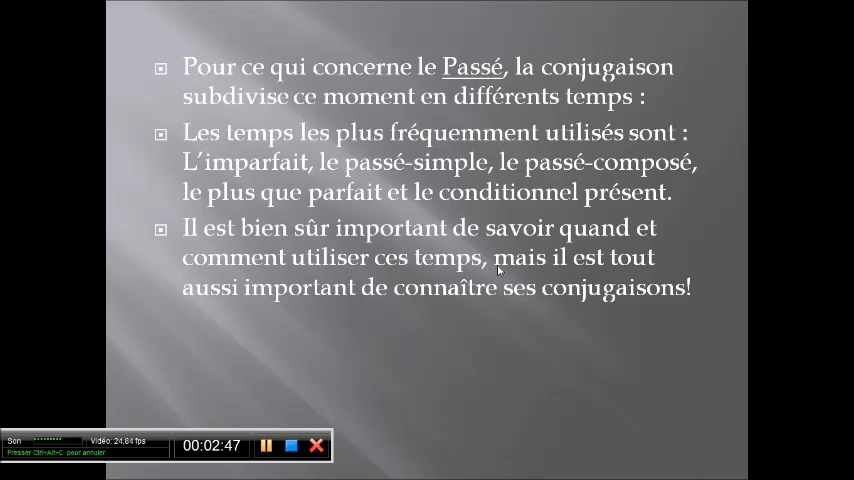 Pour ce qui concerne le Passé, la conjugaison
subdivise ce moment en différents temps :
Les temps les plus fréquemment utilisés sont :
L'imparfait, le passé-simple, le passé-composé,
le plus que parfait et le conditionnel présent.
Il est bien sûr important de savoir quand et
comment utiliser ces temps, mais il est tout
aussi important de connaître ses conjugaisons!
Son
Vidéo: 24,84 fps
00:02:47
Presser Ctrl+Alt+C pour annuler